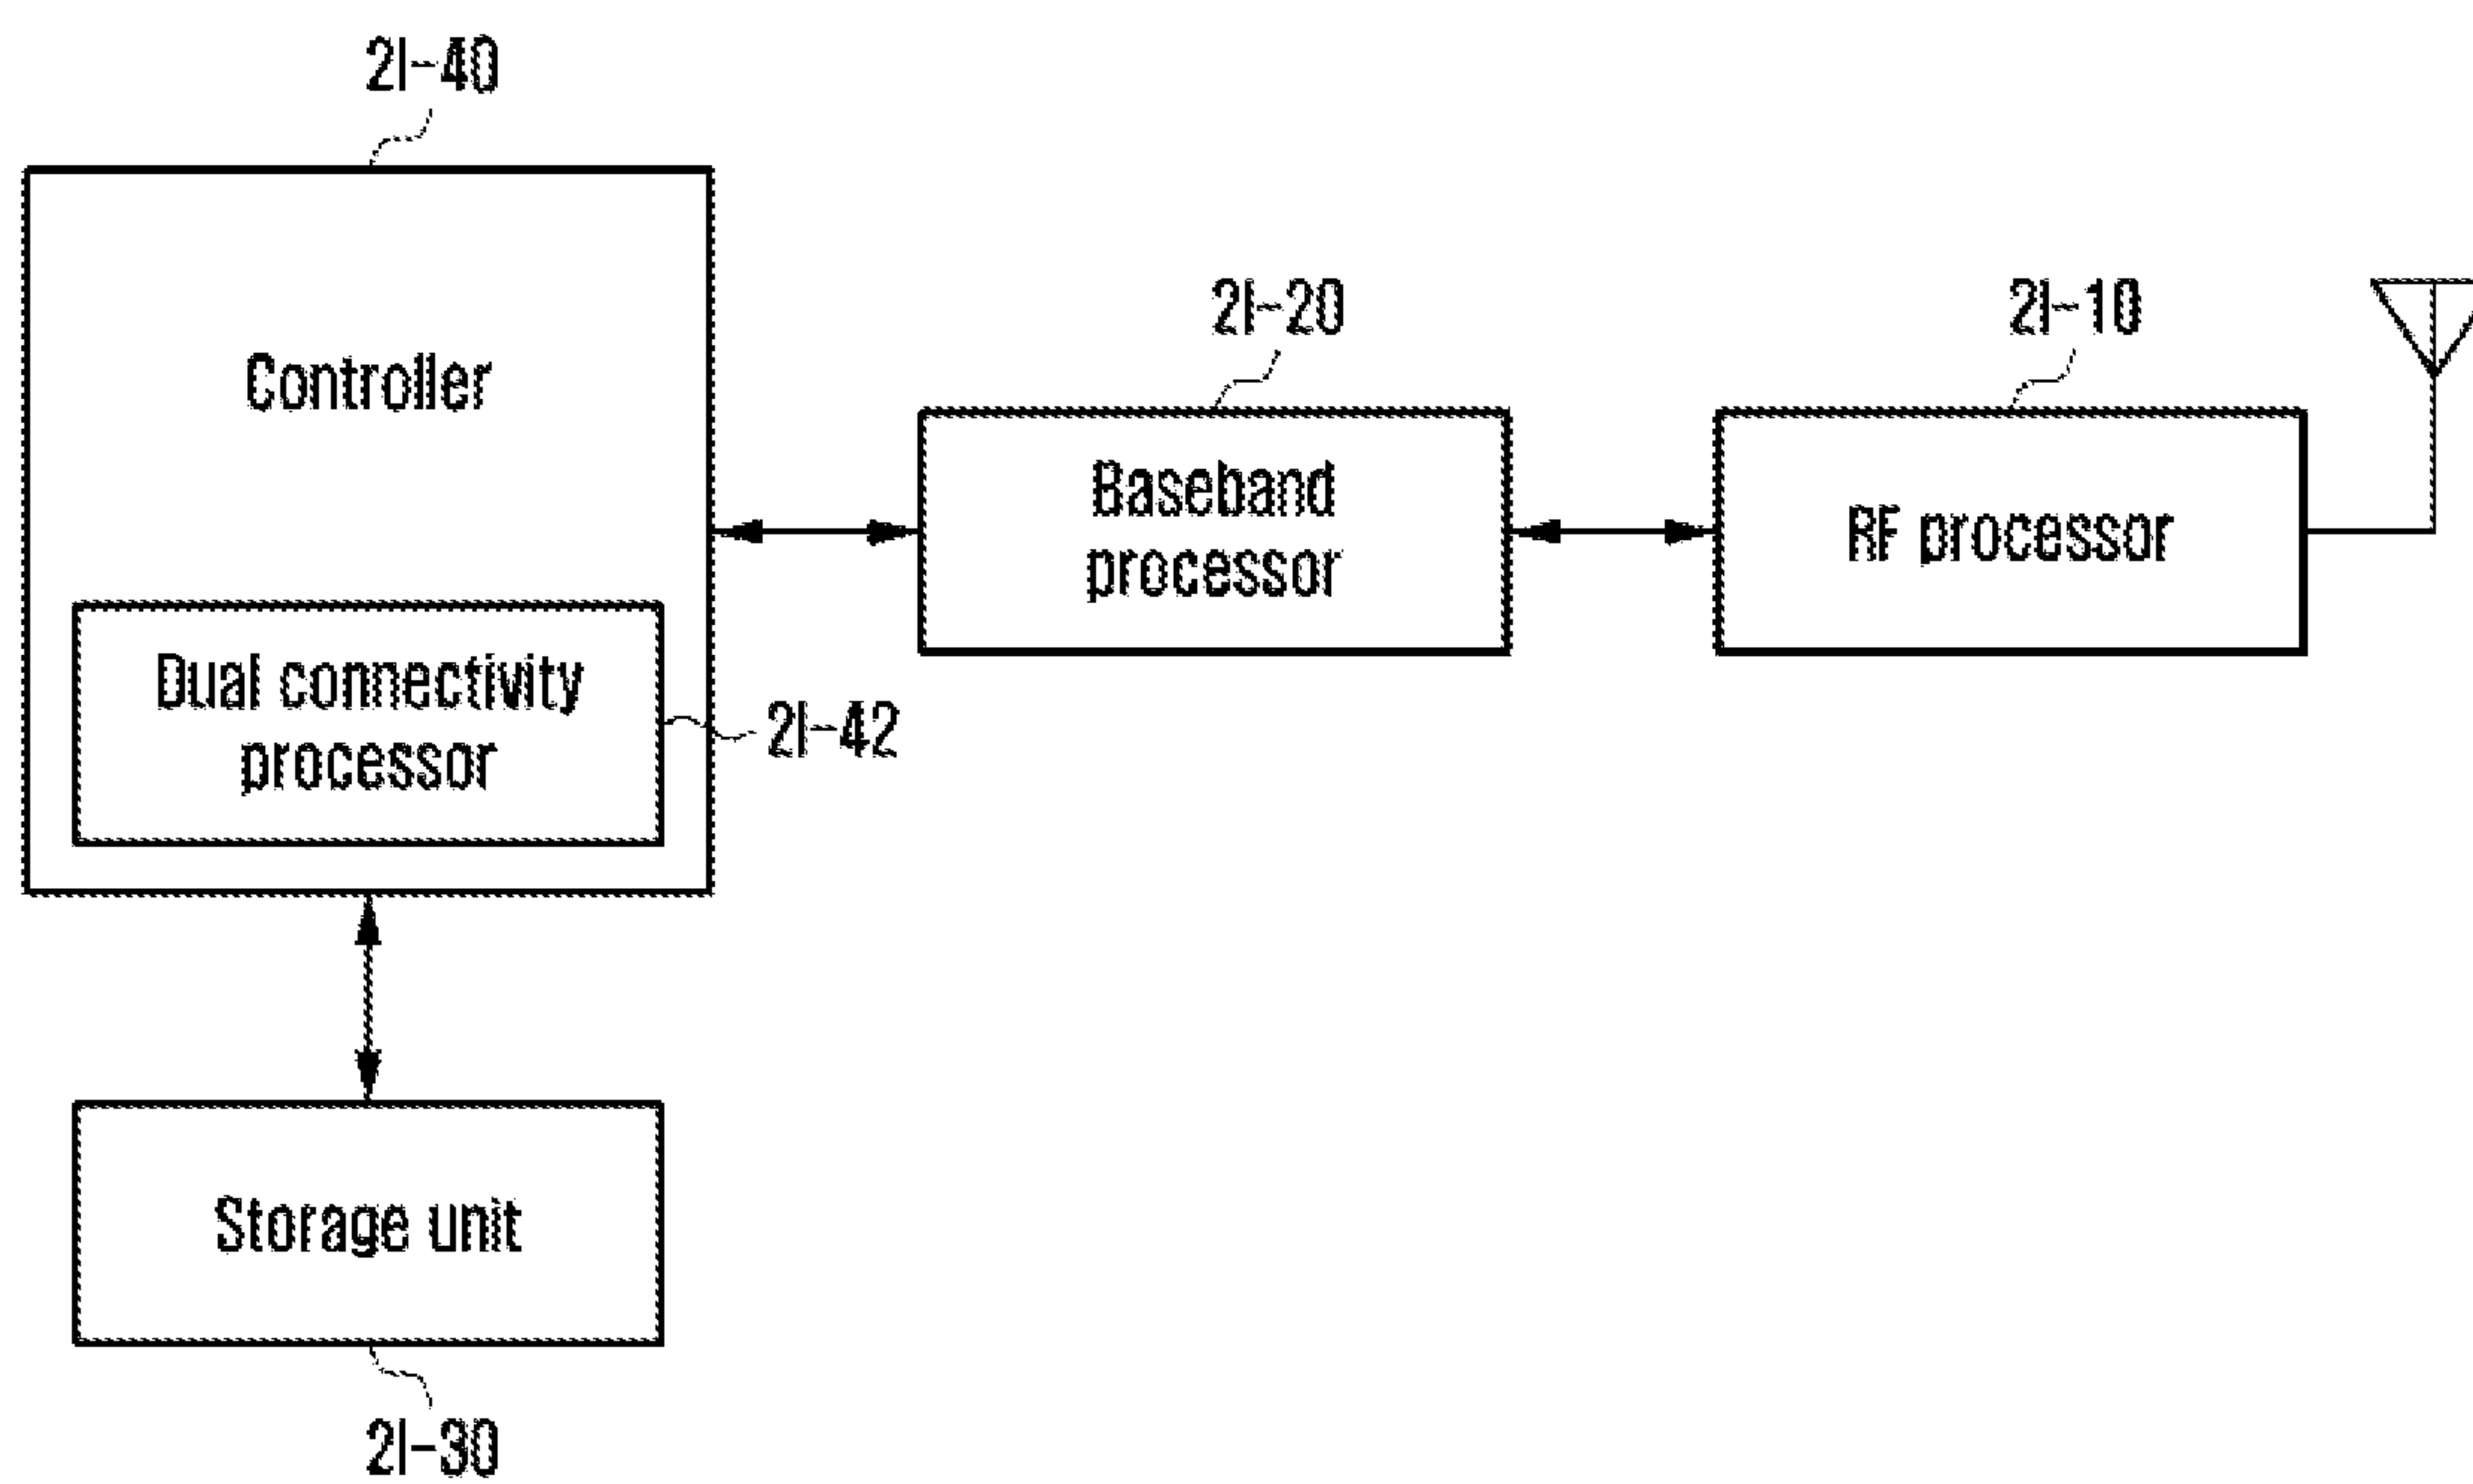 2l-40
Controller
2l-20
2l-10
Baseband
processor
RF processor
Dual connectivity
processor
2l-42
Storage unit
2l-30